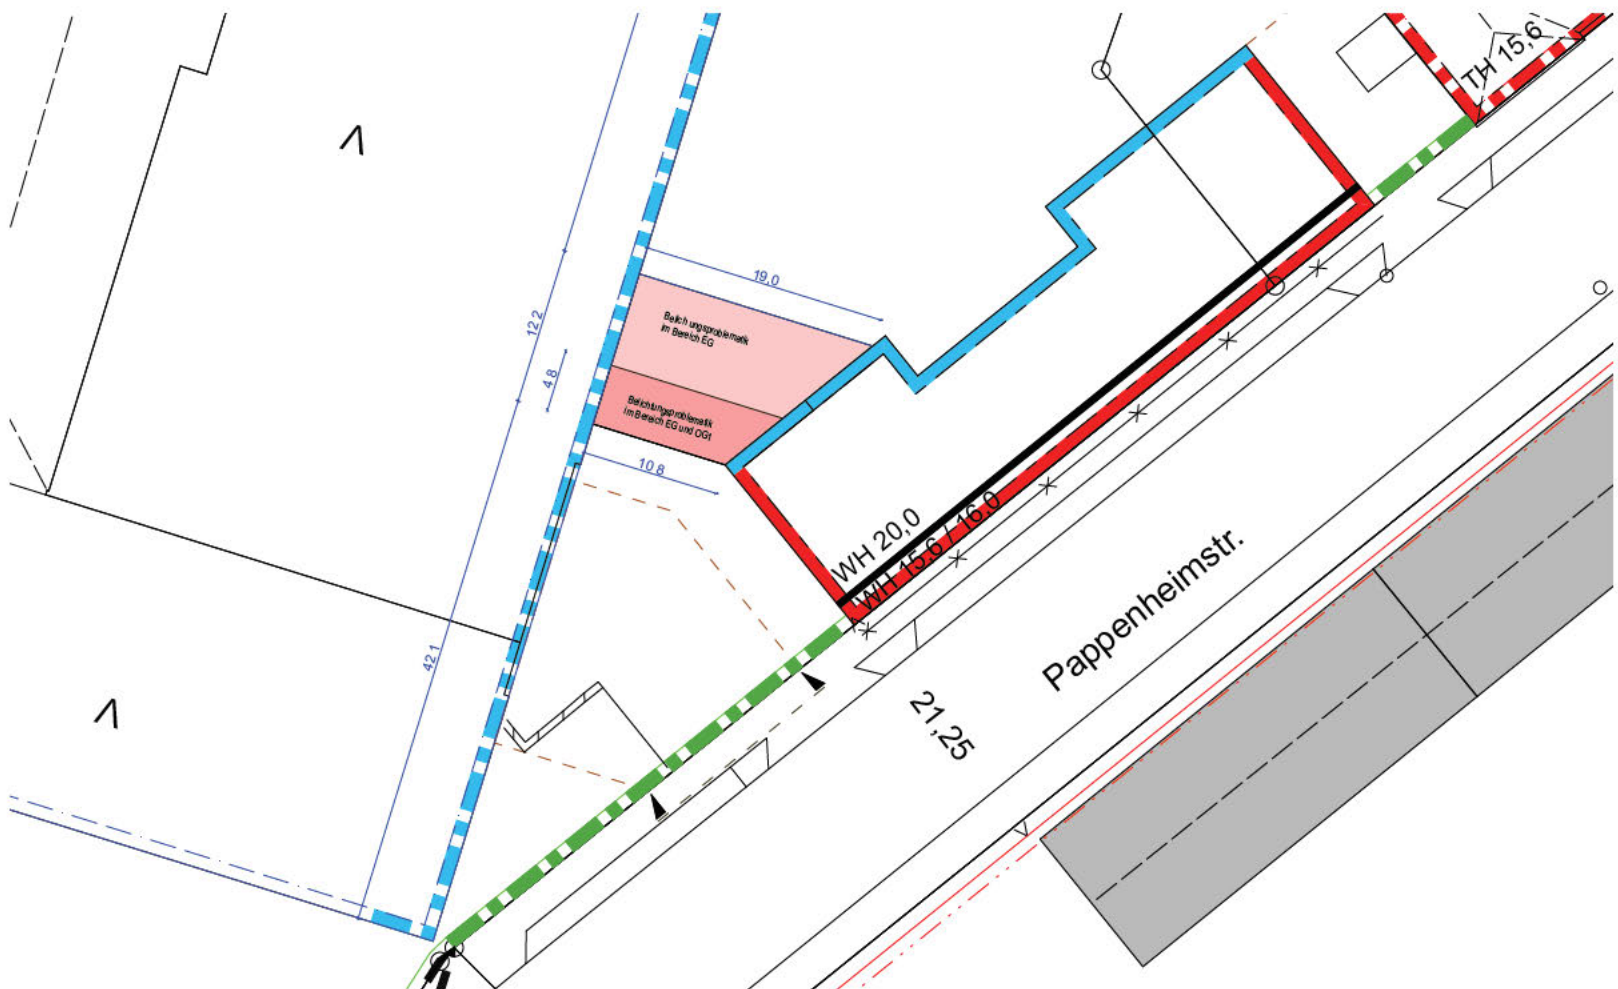 TH 15,6
V
19,0
12,2
4,8
Belichtungsproblematik
im Bereich EG
Belichtungsproblematik
im Bereich EG und OG1
10,8
WH 20,0
WH 15,6 / 16,0
Pappenheimstr.
42,1
V
21,25